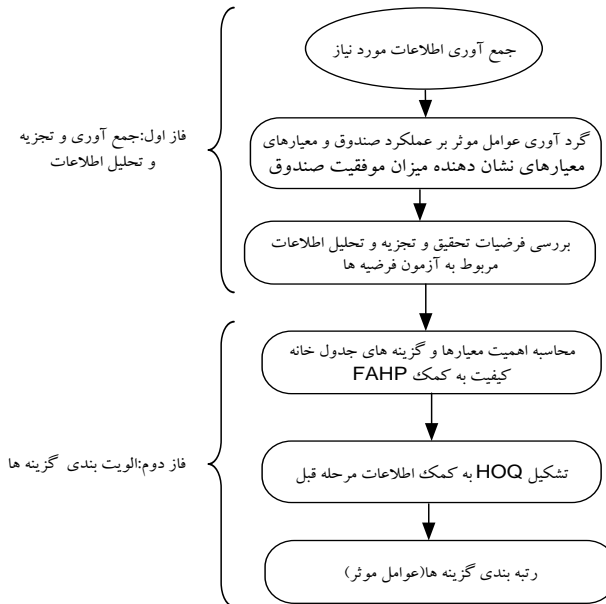 جمع آوری اطلاعات مورد نیاز
گرد آوری عوامل موثر بر عملکرد صندوق و معیارهای
معیارهای نشان دهنده میزان موفقیت صندوق
بررسی فرضیات تحقیق و تجزیه و تحلیل اطلاعات
مربوط به آزمون فرضیه ها
فاز اول:جمع آوری و تجزیه
و تحلیل اطلاعات
محاسبه اهمیت معیارها و گزینه های جدول خانه
کیفیت به کمک FAHP
تشکیل HOQ به کمک اطلاعات مرحله قبل
رتبه بندی گزینه ها(عوامل موثر)
فاز دوم:الویت بندی گزینه ها